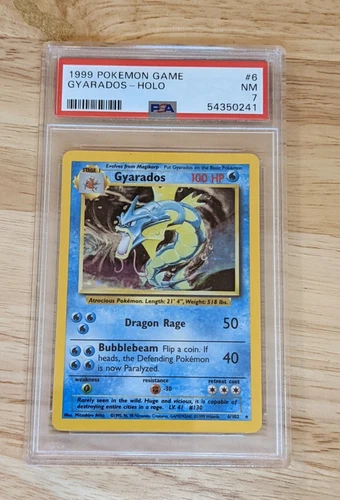 1999 POKEMON GAME #6
GYARADOS – HOLO NM
PSA 7
54350241
STAGE 1
Evolves from Magikarp Put Gyarados on the Basic Pokémon
Gyarados 100 HP
Atrocious Pokémon. Length: 21' 4", Weight: 518 lbs.
Dragon Rage 50
Bubblebeam Flip a coin. If
heads, the Defending Pokémon
is now Paralyzed.
40
weakness resistance retreat cost
-30
Rarely seen in the wild. Huge and vicious, it is capable of
destroying entire cities in a rage. LV. 41 #130
Illus. Mitsuhiro Arita 6/102